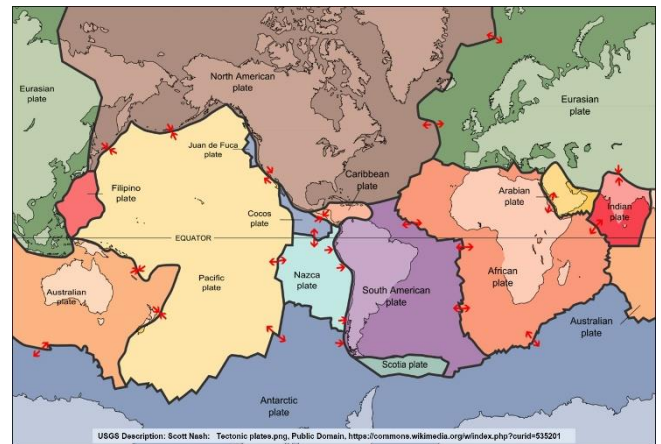 North American
plate
Eurasian
plate
Eurasian
plate
Juan de Fuca
plate
Caribbean
plate
Filipino
plate
Arabian
plate
Indian
plate
Cocos
plate
EQUATOR
Nazca
plate
Pacific
plate
South American
plate
African
plate
Australian
plate
Australian
plate
Scotia plate
Antarctic
plate
USGS Description: Scott Nash: Tectonic plates.png, Public Domain, https://commons.wikimedia.org/w/index.php?curid=535201